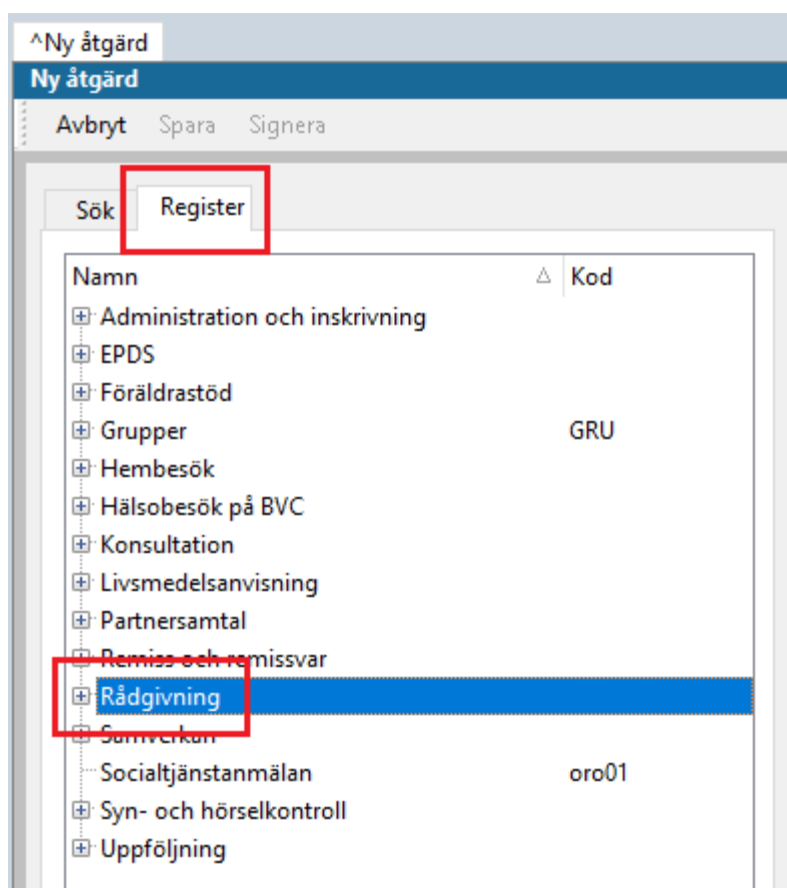 ^Ny åtgärd
Ny åtgärd
Avbryt Spara Signera
Sök Register
Namn Kod
Administration och inskrivning
EPDS
Föräldrastöd
Grupper GRU
Hembesök
Hälsobesök på BVC
Konsultation
Livsmedelsanvisning
Partnersamtal
Remiss och remissvar
Rådgivning
Samverkan
Socialtjänstanmälan oro01
Syn- och hörselkontroll
Uppföljning